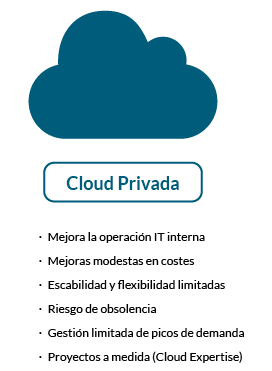 Cloud Privada
· Mejora la operación IT interna
· Mejoras modestas en costes
· Escabilidad y flexibilidad limitadas
· Riesgo de obsolencia
· Gestión limitada de picos de demanda
· Proyectos a medida (Cloud Expertise)